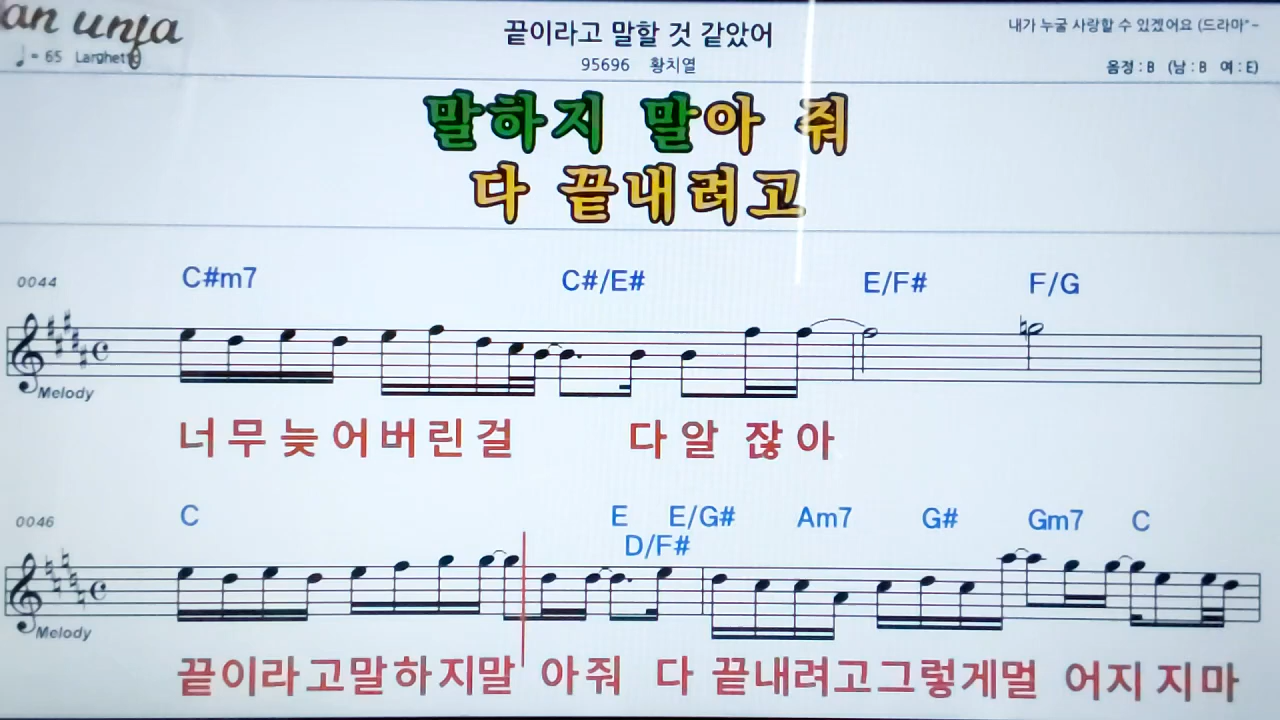 an unja
♩= 65 Larghetto
끝이라고 말할 것 같았어
95696 황치열
내가 누굴 사랑할 수 있겠어요 (드라마"-
음정 : B (남 : B 여 : E)
말하지 말아 줘
다 끝내려고
0044 C#m7 C#/E# E/F# F/G
Melody
너무늦어버린걸 다알 잖아
0046 C E E/G# Am7 G# Gm7 C
D/F#
Melody
끝이라고말하지말 아줘 다 끝내려고그렇게멀 어지 지마